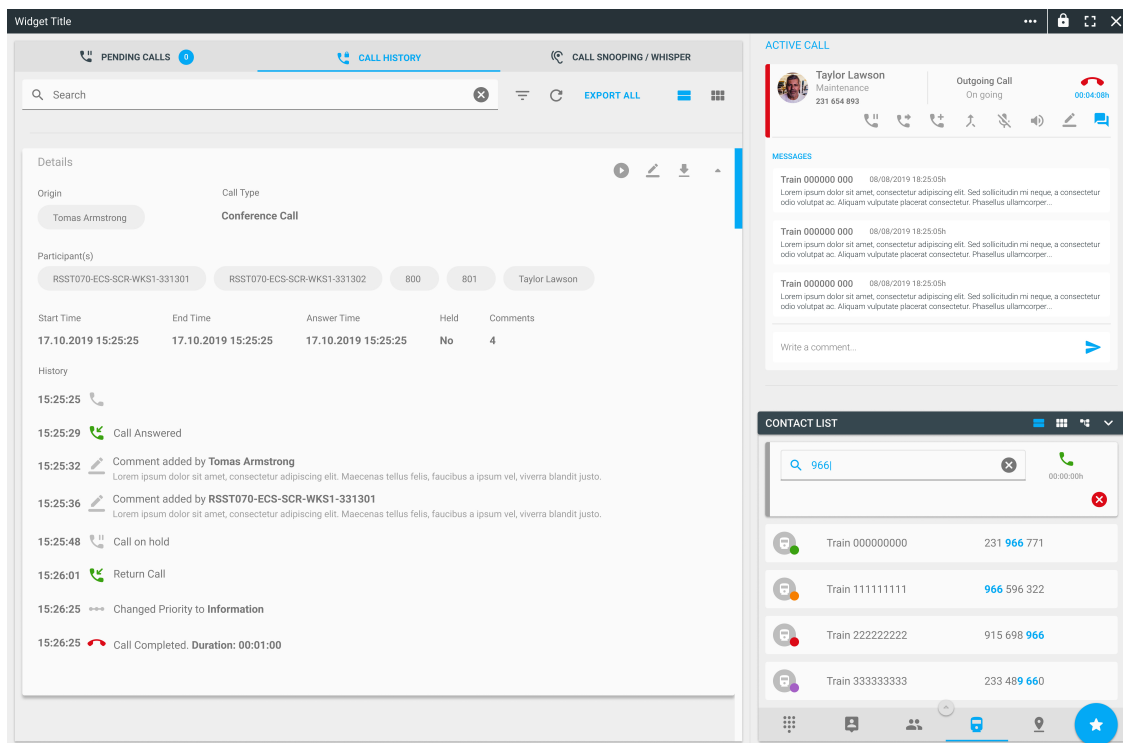 Widget Title
PENDING CALLS 0
CALL HISTORY
CALL SNOOPING / WHISPER
Search
EXPORT ALL
Details
Origin Call Type
Tomas Armstrong Conference Call
Participant(s)
RSST070-ECS-SCR-WKS1-331301 RSST070-ECS-SCR-WKS1-331302 800 801 Taylor Lawson
Start Time End Time Answer Time Held Comments
17.10.2019 15:25:25 17.10.2019 15:25:25 17.10.2019 15:25:25 No 4
History
15:25:25
15:25:29 Call Answered
15:25:32 Comment added by Tomas Armstrong
Lorem ipsum dolor sit amet, consectetur adipiscing elit. Maecenas tellus felis, faucibus a ipsum vel, viverra blandit justo.
15:25:36 Comment added by RSST070-ECS-SCR-WKS1-331301
Lorem ipsum dolor sit amet, consectetur adipiscing elit. Maecenas tellus felis, faucibus a ipsum vel, viverra blandit justo.
15:25:48 Call on hold
15:26:01 Return Call
15:26:25 Changed Priority to Information
15:26:25 Call Completed. Duration: 00:01:00
ACTIVE CALL
Taylor Lawson
Maintenance
231 654 893
Outgoing Call
On going
00:04:08h
MESSAGES
Train 000000 000 08/08/2019 18:25:05h
Lorem ipsum dolor sit amet, consectetur adipiscing elit. Sed sollicitudin mi neque, a consectetur
odio volutpat ac. Aliquam vulputate placerat consectetur. Phasellus ullamcorper...
Train 000000 000 08/08/2019 18:25:05h
Lorem ipsum dolor sit amet, consectetur adipiscing elit. Sed sollicitudin mi neque, a consectetur
odio volutpat ac. Aliquam vulputate placerat consectetur. Phasellus ullamcorper...
Train 000000 000 08/08/2019 18:25:05h
Lorem ipsum dolor sit amet, consectetur adipiscing elit. Sed sollicitudin mi neque, a consectetur
odio volutpat ac. Aliquam vulputate placerat consectetur. Phasellus ullamcorper...
Write a comment...
CONTACT LIST
966
00:00:00h
Train 000000000 231 966 771
Train 111111111 966 596 322
Train 222222222 915 698 966
Train 333333333 233 489 660